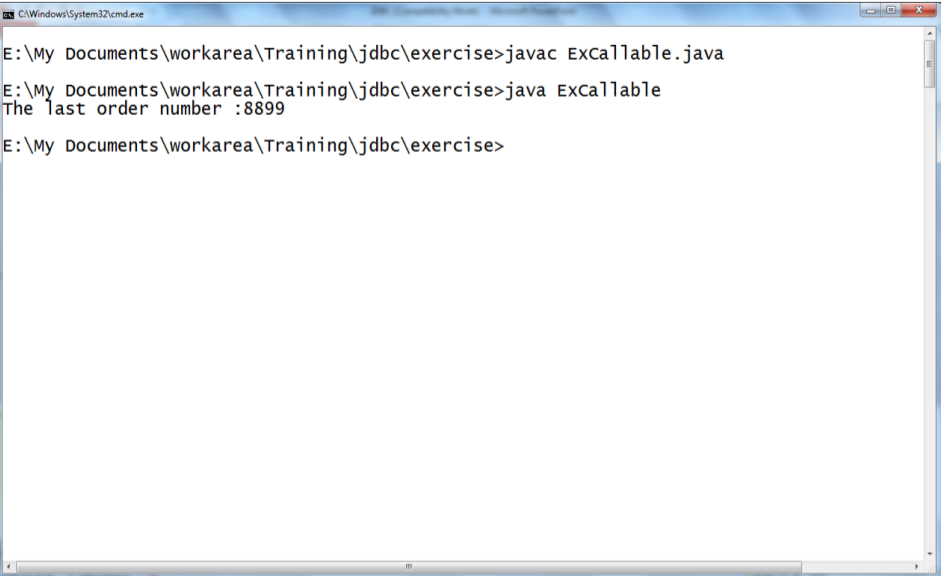 C:\Windows\System32\cmd.exe
E:\My Documents\workarea\Training\jdbc\exercise>javac ExCallable.java
E:\My Documents\workarea\Training\jdbc\exercise>java ExCallable
The last order number :8899
E:\My Documents\workarea\Training\jdbc\exercise>